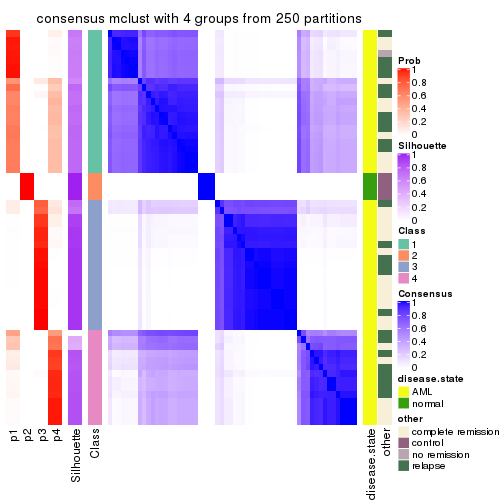 consensus mclust with 4 groups from 250 partitions
Prob
1
0.8
0.6
0.4
0.2
0
Silhouette
1
0.8
0.6
0.4
0.2
0
Class
1
2
3
4
Consensus
1
0.8
0.6
0.4
0.2
0
disease.state
AML
normal
other
complete remission
control
no remission
relapse
p1
p2
p3
p4
Silhouette
Class
disease.state
other